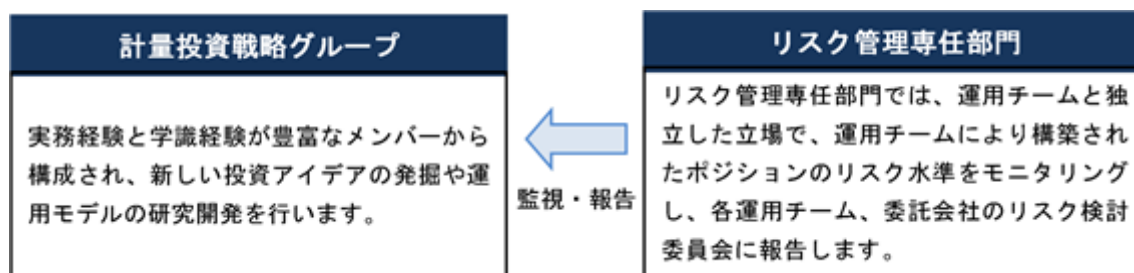 計量投資戦略グループ
実務経験と学識経験が豊富なメンバーから
構成され、新しい投資アイデアの発掘や運
用モデルの研究開発を行います。
監視・報告
リスク管理専任部門
リスク管理専任部門では、運用チームと独
立した立場で、運用チームにより構築され
たポジションのリスク水準をモニタリング
し、各運用チーム、委託会社のリスク検討
委員会に報告します。